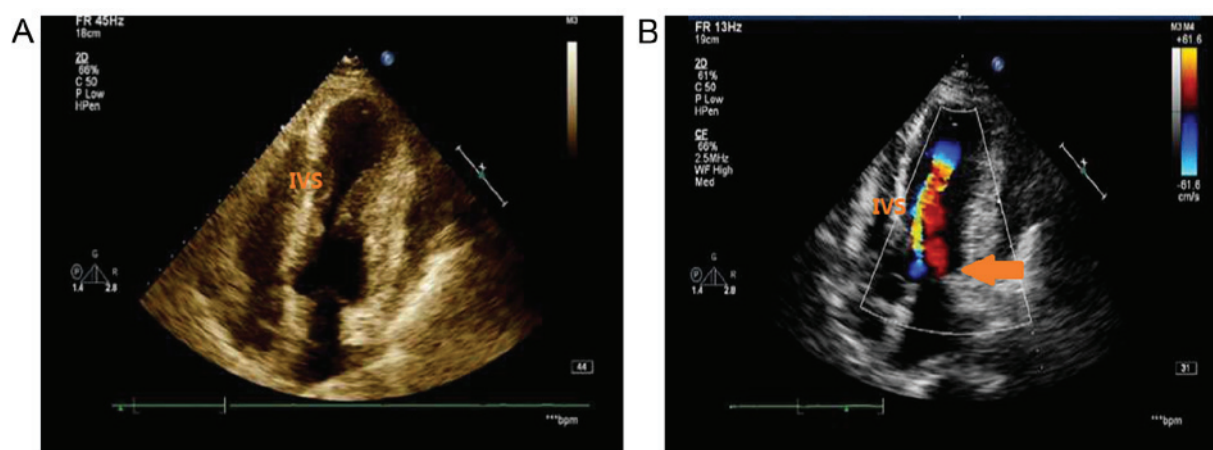 A
FR 45Hz
18cm
M3
2D
66%
C 50
P Low
HPen
IVS
G
P R
1.4 2.8
44
***bpm
B
FR 13Hz
19cm
M3 M4
+61.6
2D
61%
C 50
P Low
HPen
CF
66%
2.5MHz
WF High
Med
-61.6
cm/s
IVS
G
P R
1.4 2.8
31
***bpm